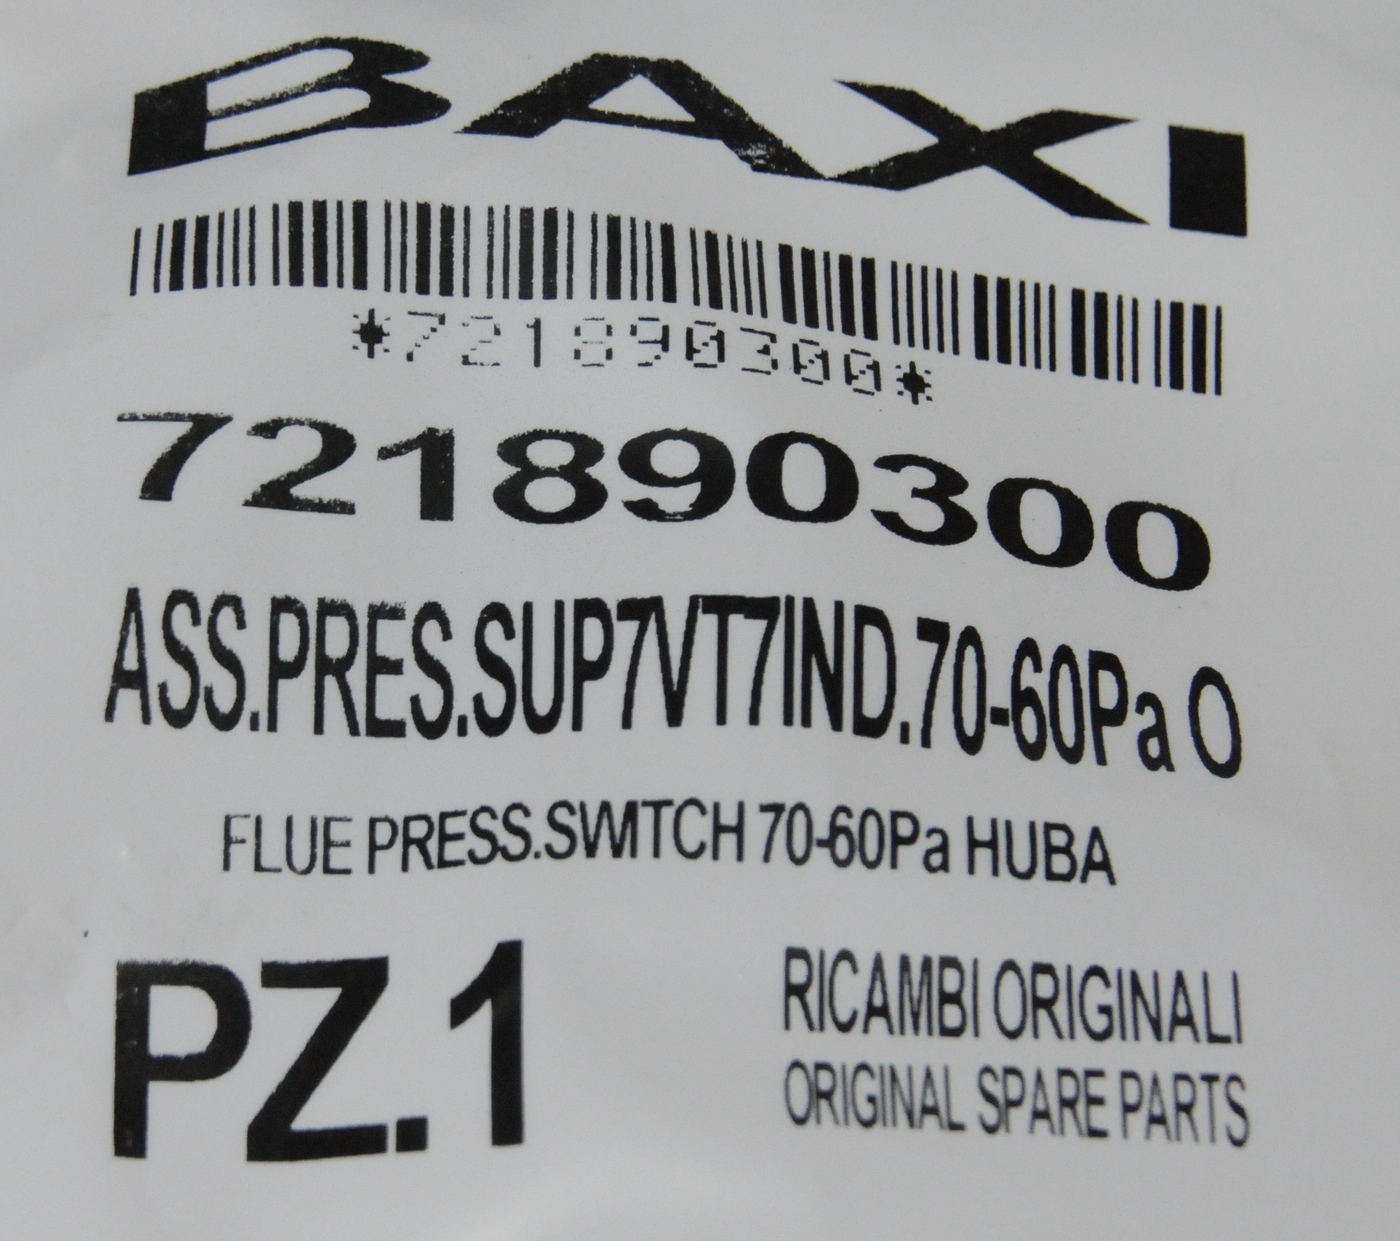 BAXI
*721890300*
721890300
ASS.PRES.SUP7VT7IND.70-60Pa O
FLUE PRESS.SWITCH 70-60Pa HUBA
PZ.1
RICAMBI ORIGINALI
ORIGINAL SPARE PARTS